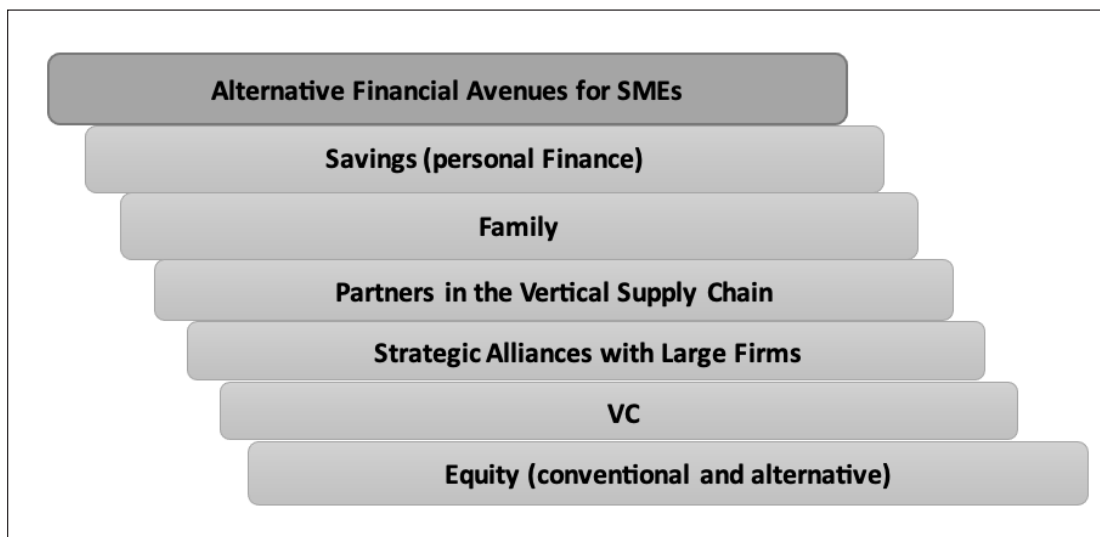 Alternative Financial Avenues for SMEs
Savings (personal Finance)
Family
Partners in the Vertical Supply Chain
Strategic Alliances with Large Firms
VC
Equity (conventional and alternative)